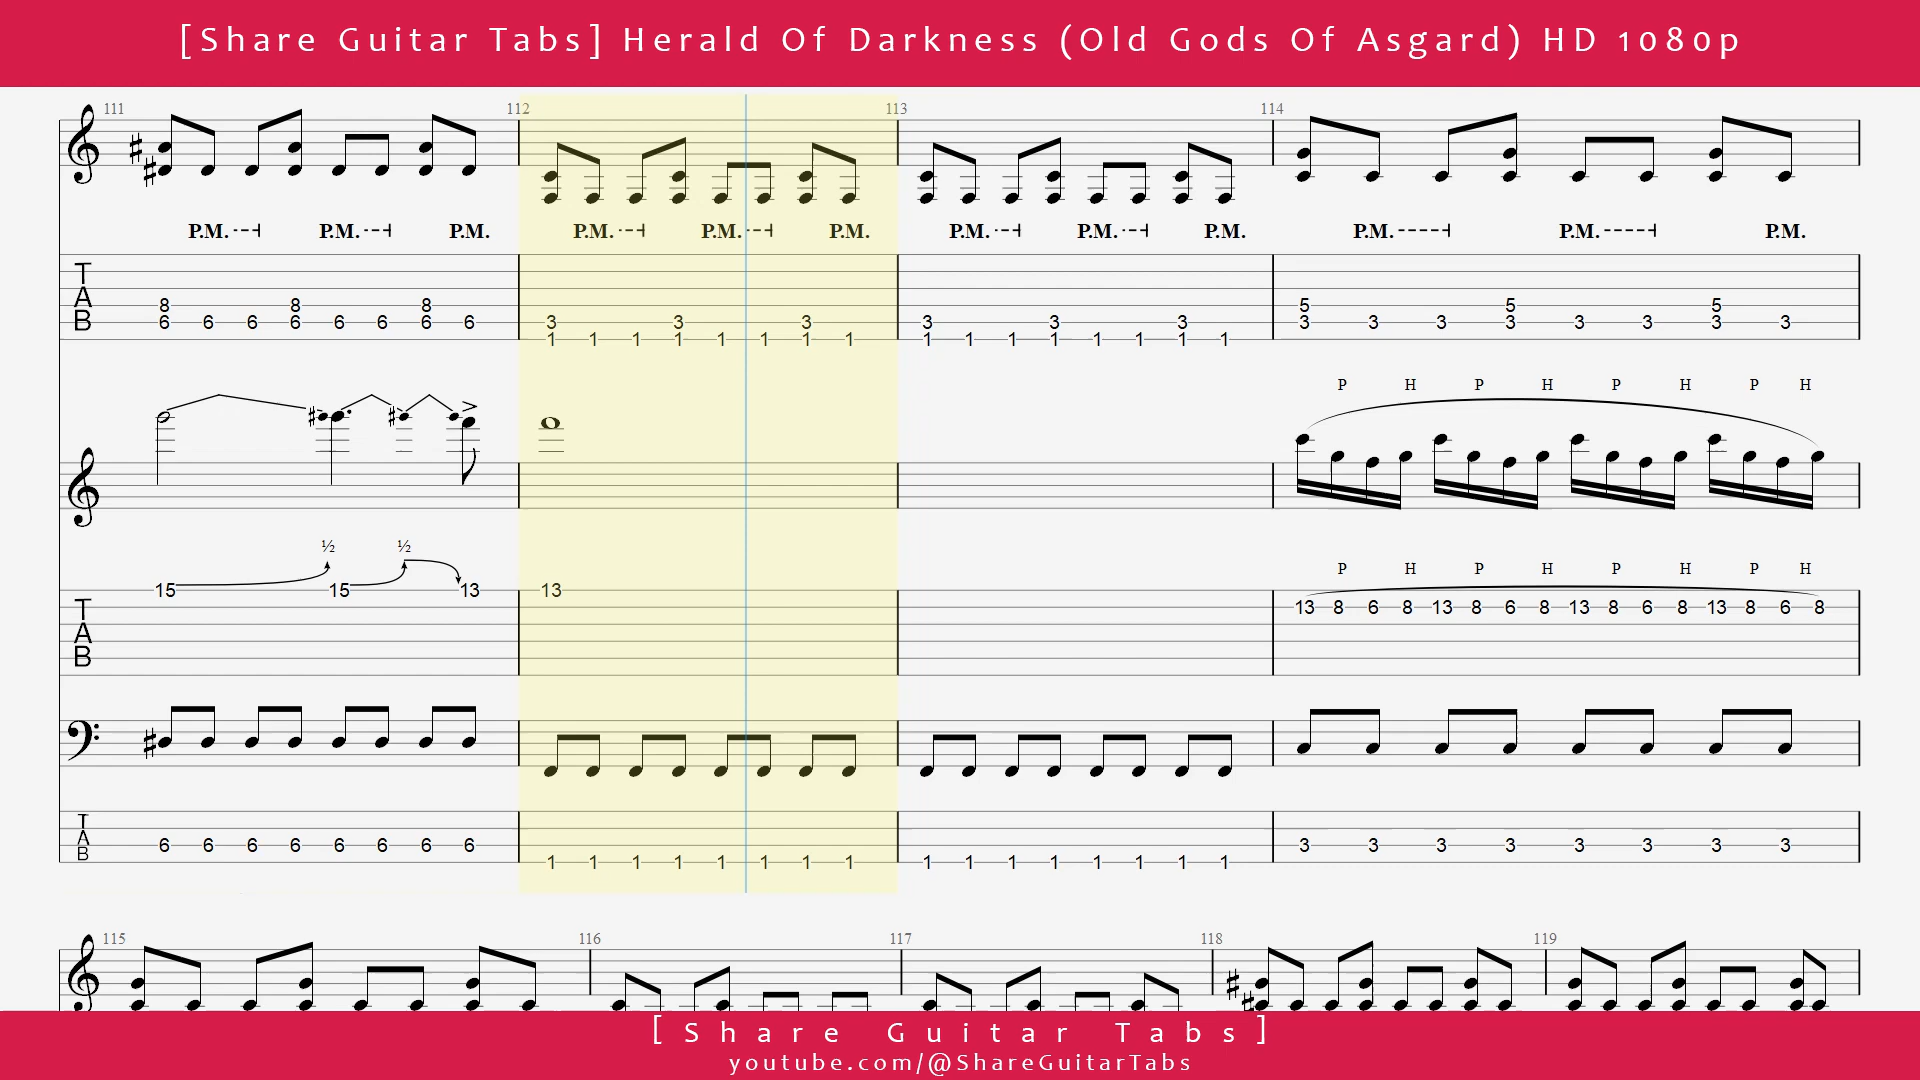 [Share Guitar Tabs] Herald Of Darkness (Old Gods Of Asgard) HD 1080p
111 112 113 114
P.M. P.M. P.M. P.M. P.M. P.M. P.M. P.M. P.M. P.M. P.M. P.M.
T
A
B
8 8 8 5 5 5
6 6 6 6 6 6 6 6 3 3 3 3 3 3 3 3 3 3 3 3 3 3
1 1 1 1 1 1 1 1 1 1 1 1 1 1 1 1
P H P H P H P H
½ ½
P H P H P H P H
15 15 13 13
T
A
B
13 8 6 8 13 8 6 8 13 8 6 8 13 8 6 8
T
A
B
6 6 6 6 6 6 6 6 3 3 3 3 3 3 3 3
1 1 1 1 1 1 1 1 1 1 1 1 1 1 1 1
115 116 117 118 119
[Share Guitar Tabs]
youtube.com/@ShareGuitarTabs